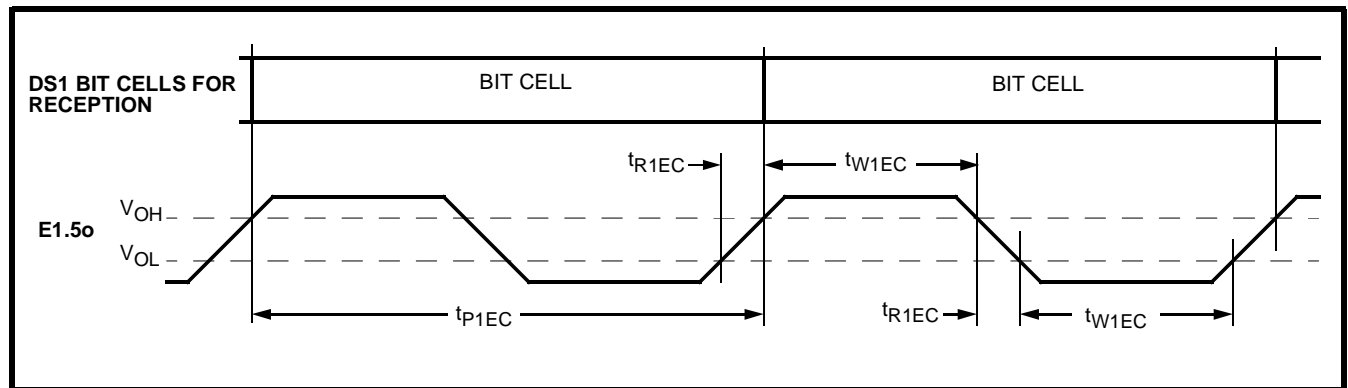 DS1 BIT CELLS FOR
RECEPTION
BIT CELL
BIT CELL
tR1EC
tW1EC
E1.5o
VOH
VOL
tP1EC
tR1EC
tW1EC